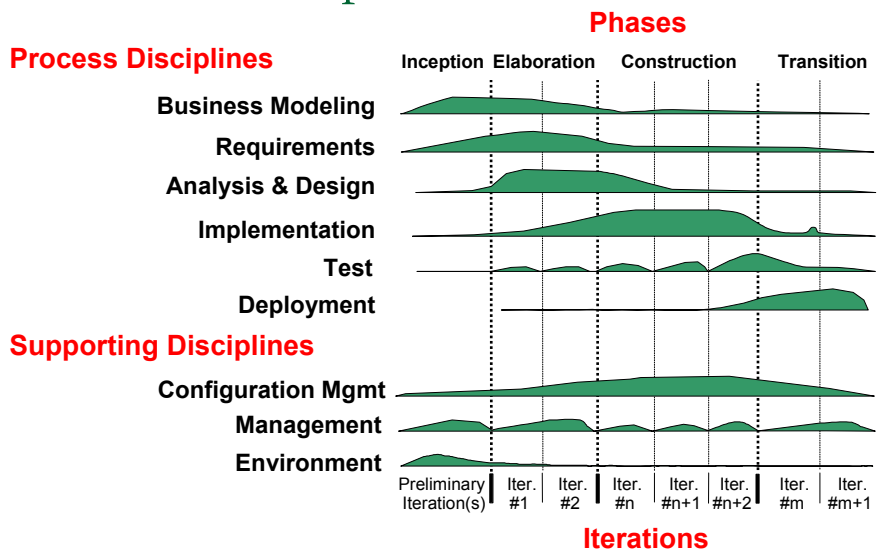 Phases
Process Disciplines
Inception Elaboration Construction Transition
Business Modeling
Requirements
Analysis & Design
Implementation
Test
Deployment
Supporting Disciplines
Configuration Mgmt
Management
Environment
Preliminary Iter. Iter. Iter. Iter. Iter. Iter. Iter.
Iteration(s) #1 #2 #n #n+1 #n+2 #m #m+1
Iterations